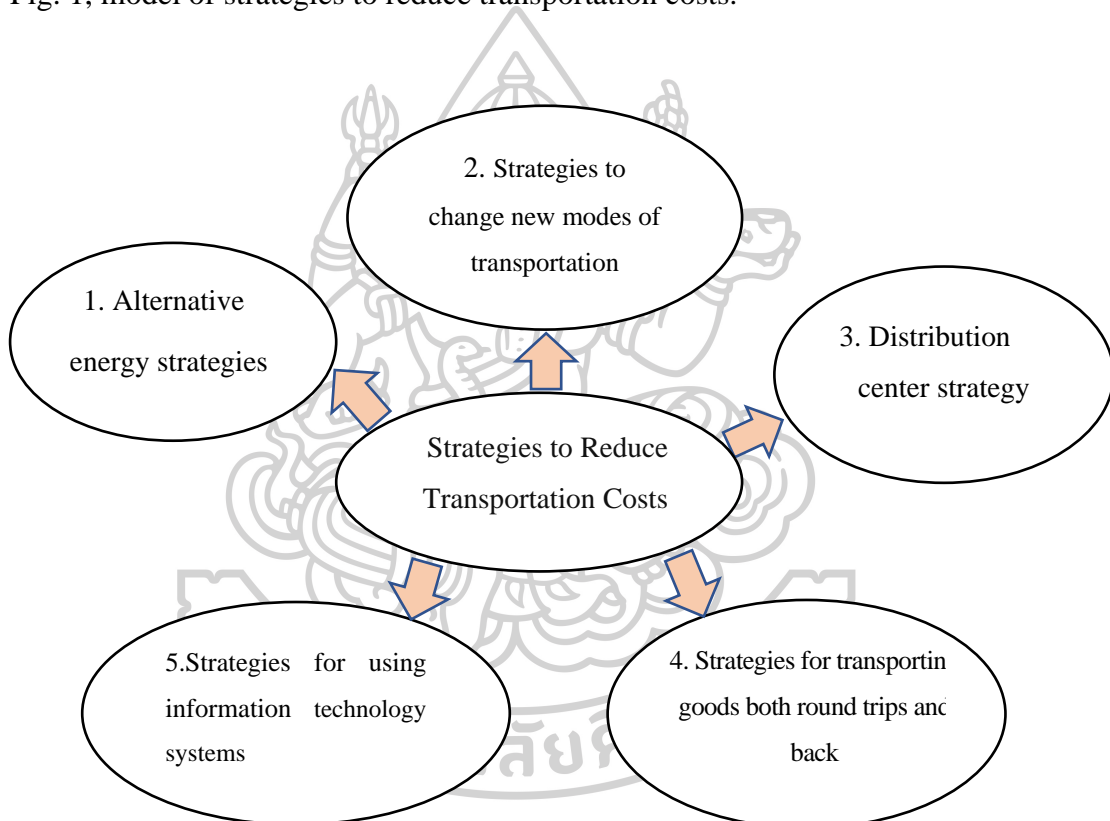 Fig. 1, model of strategies to reduce transportation costs.
2. Strategies to
change new modes of
transportation
1. Alternative
energy strategies
3. Distribution
center strategy
Strategies to Reduce
Transportation Costs
5.Strategies for using
information technology
systems
4. Strategies for transportin
goods both round trips and
back
ลัย